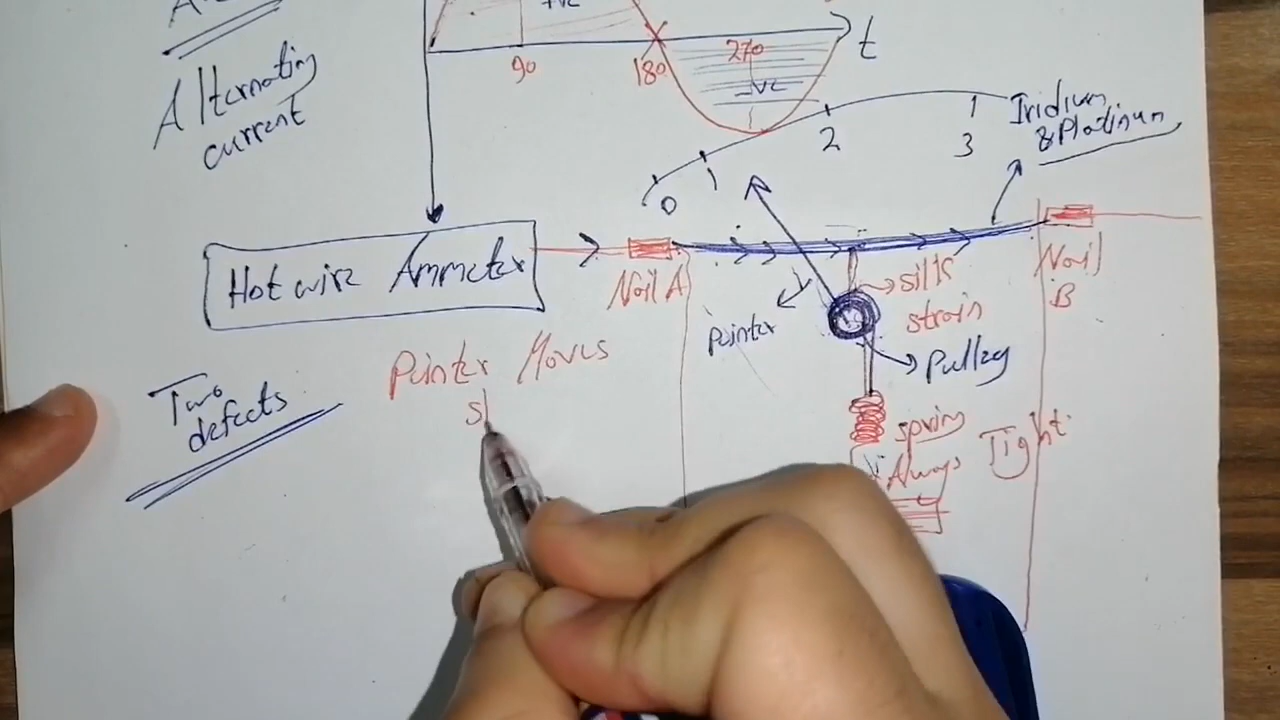 +ve
t
90
180
270
-ve
Alternating
current
0
1
2
3
Iridium
& Platinum
Hot wire Ammeter
Nail A
Nail
B
silk
strain
Pointer
Pulley
Pointer Moves
sl
Two
defects
spring
Always Tight